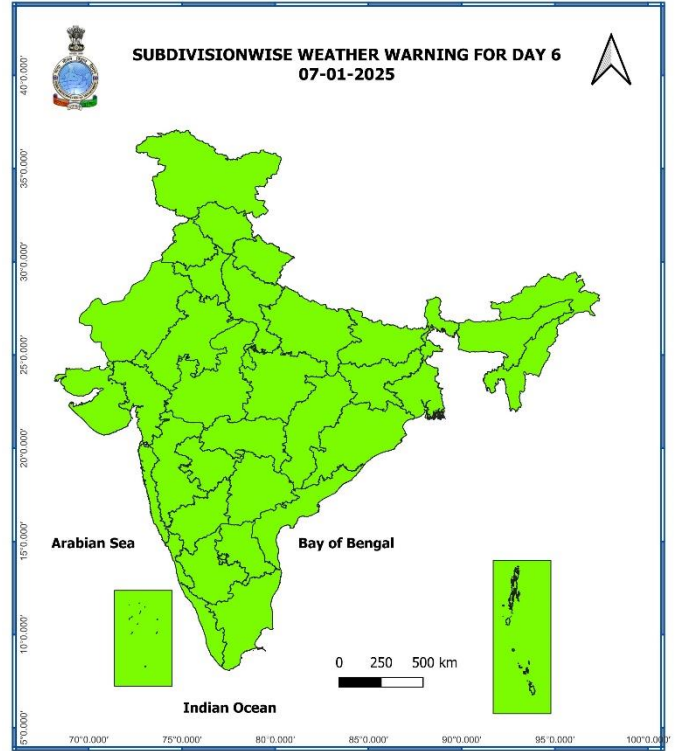 SUBDIVISIONWISE WEATHER WARNING FOR DAY 6
07-01-2025
40°0.000'
35°0.000'
30°0.000'
25°0.000'
20°0.000'
15°0.000'
10°0.000'
5°0.000'
Arabian Sea
Bay of Bengal
0 250 500 km
Indian Ocean
70°0.000' 75°0.000' 80°0.000' 85°0.000' 90°0.000' 95°0.000' 100°0.000'